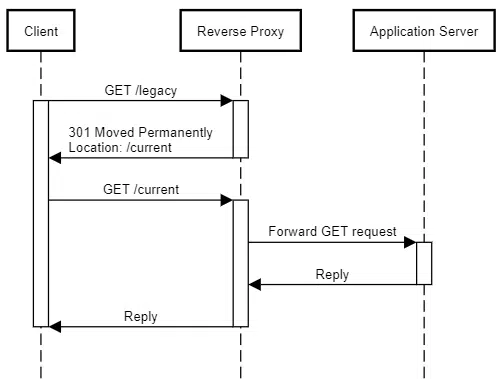 Client
Reverse Proxy
Application Server
GET /legacy
301 Moved Permanently
Location: /current
GET /current
Forward GET request
Reply
Reply